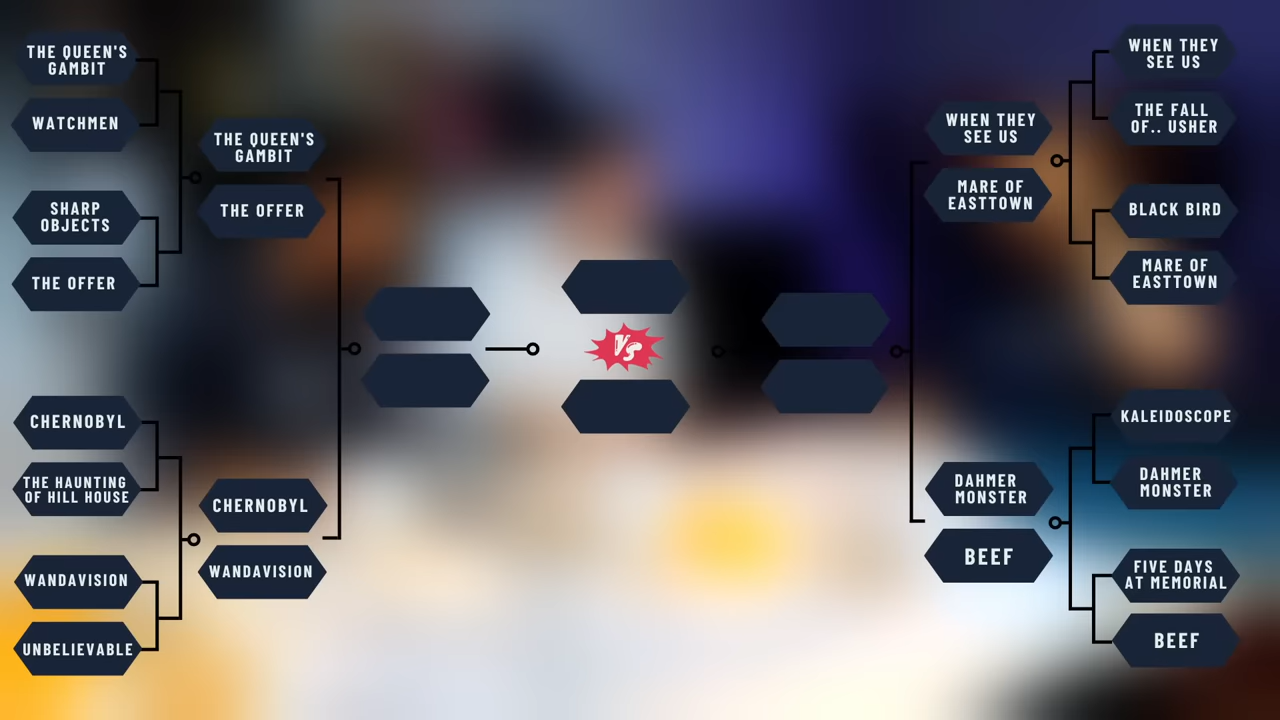 THE QUEEN'S
GAMBIT
WATCHMEN
SHARP
OBJECTS
THE OFFER
CHERNOBYL
THE HAUNTING
OF HILL HOUSE
WANDAVISION
UNBELIEVABLE
THE QUEEN'S
GAMBIT
THE OFFER
CHERNOBYL
WANDAVISION
VS
WHEN THEY
SEE US
MARE OF
EASTTOWN
DAHMER
MONSTER
BEEF
WHEN THEY
SEE US
THE FALL
OF.. USHER
BLACK BIRD
MARE OF
EASTTOWN
KALEIDOSCOPE
DAHMER
MONSTER
FIVE DAYS
AT MEMORIAL
BEEF